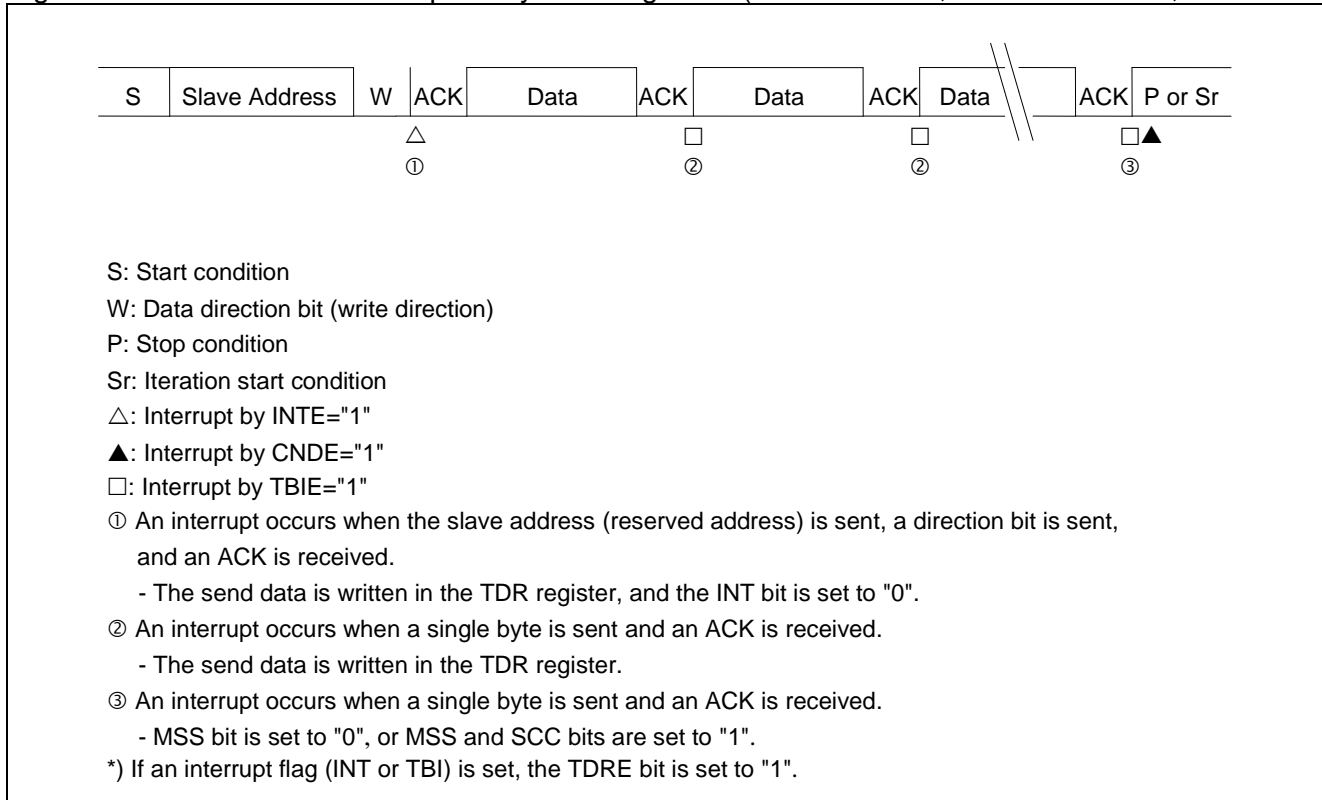 S Slave Address W ACK Data ACK Data ACK Data ACK P or Sr
△ □ □ □▲
① ② ② ③
S: Start condition
W: Data direction bit (write direction)
P: Stop condition
Sr: Iteration start condition
△: Interrupt by INTE="1"
▲: Interrupt by CNDE="1"
□: Interrupt by TBIE="1"
① An interrupt occurs when the slave address (reserved address) is sent, a direction bit is sent,
and an ACK is received.
- The send data is written in the TDR register, and the INT bit is set to "0".
② An interrupt occurs when a single byte is sent and an ACK is received.
- The send data is written in the TDR register.
③ An interrupt occurs when a single byte is sent and an ACK is received.
- MSS bit is set to "0", or MSS and SCC bits are set to "1".
*) If an interrupt flag (INT or TBI) is set, the TDRE bit is set to "1".